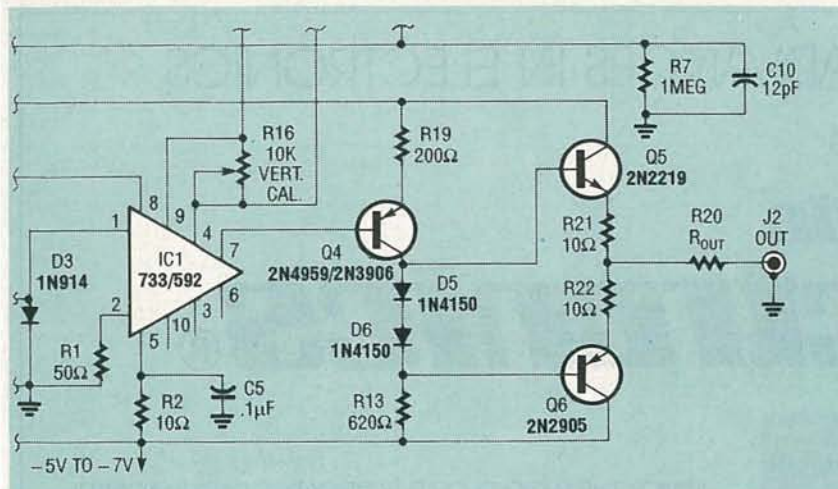 R7
1MEG
C10
12pF
R16
10K
VERT.
CAL.
R19
200Ω
Q5
2N2219
8
9
4
1
7
D3
1N914
IC1
733/592
Q4
2N4959/2N3906
R21
10Ω
R20
R_OUT
J2
OUT
6
2
5
10
3
D5
1N4150
R22
10Ω
R1
50Ω
D6
1N4150
C5
.1µF
R2
10Ω
R13
620Ω
Q6
2N2905
−5V TO −7V